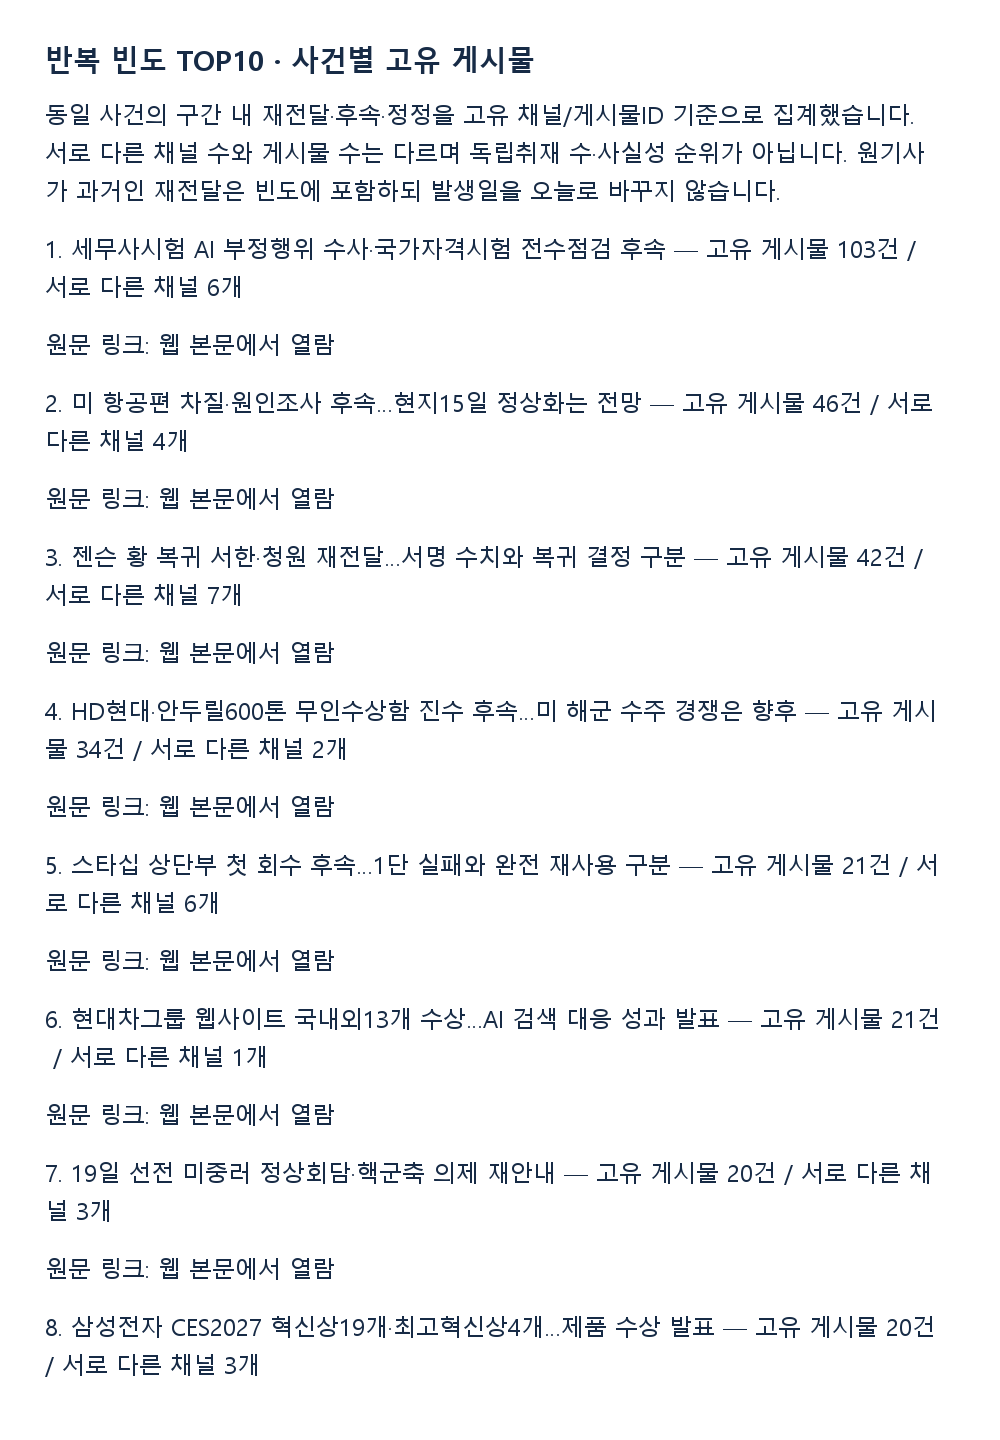 반복 빈도 TOP10 · 사건별 고유 게시물
동일 사건의 구간 내 재전달·후속·정정을 고유 채널/게시물ID 기준으로 집계했습니다.
서로 다른 채널 수와 게시물 수는 다르며 독립취재 수·사실성 순위가 아닙니다. 원기사
가 과거인 재전달은 빈도에 포함하되 발생일을 오늘로 바꾸지 않습니다.
1. 세무사시험 AI 부정행위 수사·국가자격시험 전수점검 후속 — 고유 게시물 103건 /
서로 다른 채널 6개
원문 링크: 웹 본문에서 열람
2. 미 항공편 차질·원인조사 후속…현지15일 정상화는 전망 — 고유 게시물 46건 / 서로
다른 채널 4개
원문 링크: 웹 본문에서 열람
3. 젠슨 황 복귀 서한·청원 재전달…서명 수치와 복귀 결정 구분 — 고유 게시물 42건 /
서로 다른 채널 7개
원문 링크: 웹 본문에서 열람
4. HD현대·안두릴600톤 무인수상함 진수 후속…미 해군 수주 경쟁은 향후 — 고유 게시
물 34건 / 서로 다른 채널 2개
원문 링크: 웹 본문에서 열람
5. 스타십 상단부 첫 회수 후속…1단 실패와 완전 재사용 구분 — 고유 게시물 21건 / 서
로 다른 채널 6개
원문 링크: 웹 본문에서 열람
6. 현대차그룹 웹사이트 국내외13개 수상…AI 검색 대응 성과 발표 — 고유 게시물 21건
/ 서로 다른 채널 1개
원문 링크: 웹 본문에서 열람
7. 19일 선전 미중러 정상회담·핵군축 의제 재안내 — 고유 게시물 20건 / 서로 다른 채
널 3개
원문 링크: 웹 본문에서 열람
8. 삼성전자 CES2027 혁신상19개·최고혁신상4개…제품 수상 발표 — 고유 게시물 20건
/ 서로 다른 채널 3개